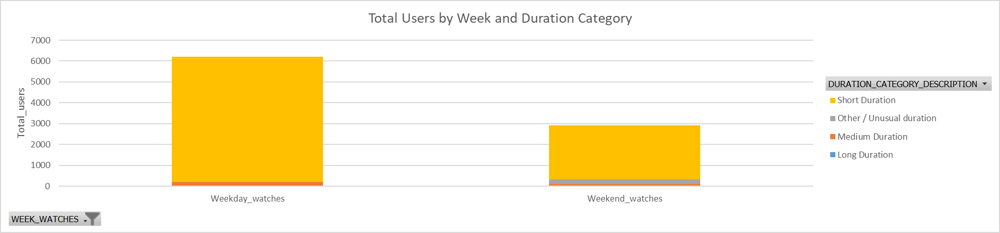 Total Users by Week and Duration Category
7000
6000
5000
4000
3000
2000
1000
0
Total_users
Weekday_watches
Weekend_watches
DURATION_CATEGORY_DESCRIPTION
Short Duration
Other / Unusual duration
Medium Duration
Long Duration
WEEK_WATCHES